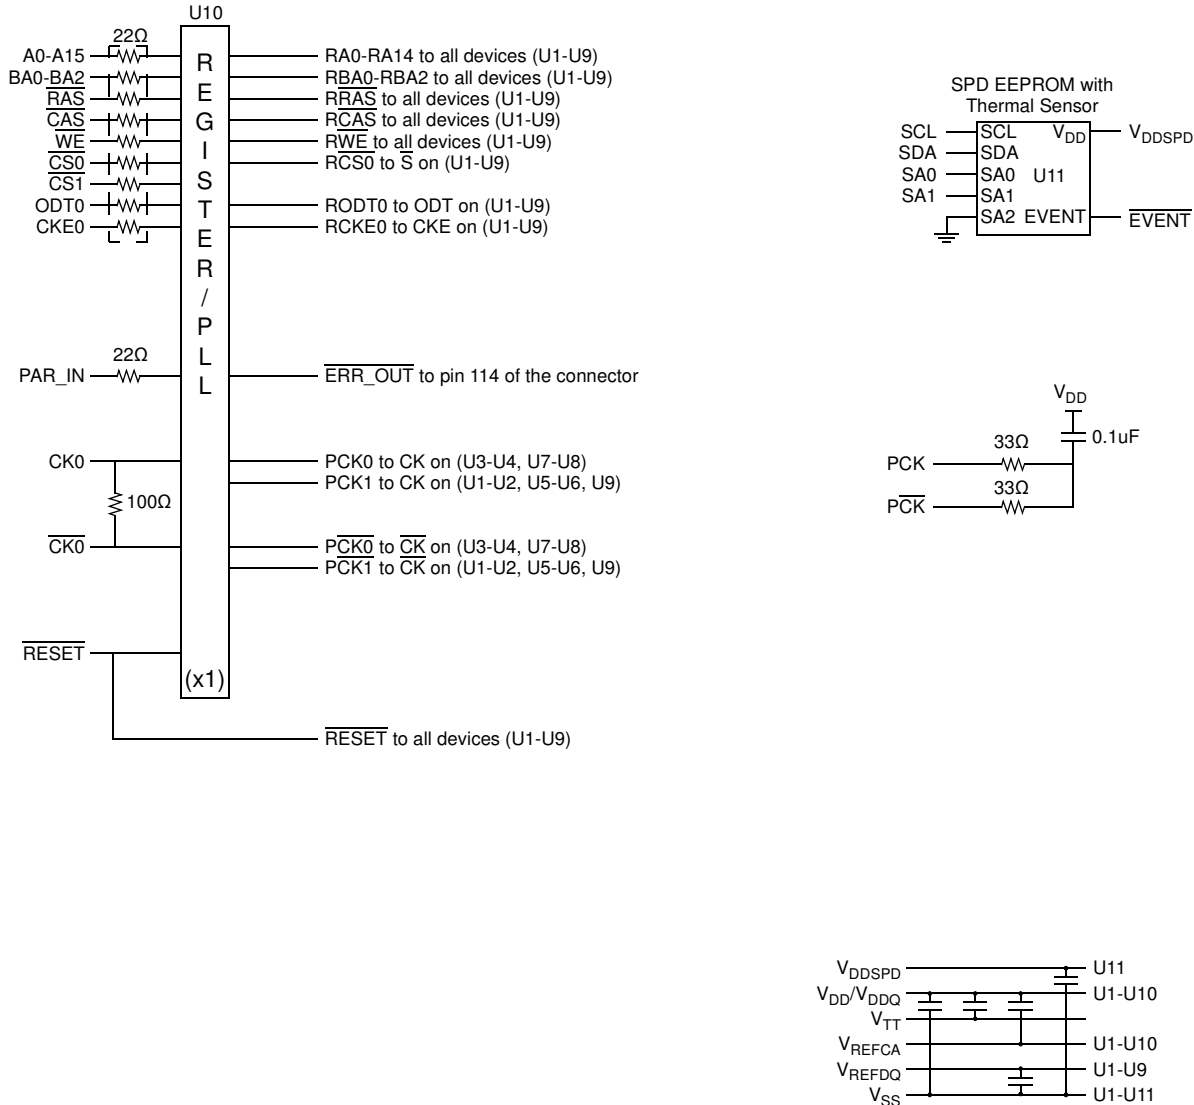 U10
22Ω
A0-A15
BA0-BA2
RAS
CAS
WE
CS0
CS1
ODT0
CKE0
REGISTER/PLL
(x1)
RA0-RA14 to all devices (U1-U9)
RBA0-RBA2 to all devices (U1-U9)
RRAS to all devices (U1-U9)
RCAS to all devices (U1-U9)
RWE to all devices (U1-U9)
RCS0 to S on (U1-U9)
RODT0 to ODT on (U1-U9)
RCKE0 to CKE on (U1-U9)
22Ω
PAR_IN
ERR_OUT to pin 114 of the connector
CK0
100Ω
CK0
PCK0 to CK on (U3-U4, U7-U8)
PCK1 to CK on (U1-U2, U5-U6, U9)
PCK0 to CK on (U3-U4, U7-U8)
PCK1 to CK on (U1-U2, U5-U6, U9)
RESET
RESET to all devices (U1-U9)
SPD EEPROM with
Thermal Sensor
SCL SCL VDD VDDSPD
SDA SDA
SA0 SA0 U11
SA1 SA1
SA2 EVENT EVENT
VDD
0.1uF
33Ω
PCK
33Ω
PCK
VDDSPD U11
VDD/VDDQ U1-U10
VTT
VREFCA U1-U10
VREFDQ U1-U9
VSS U1-U11